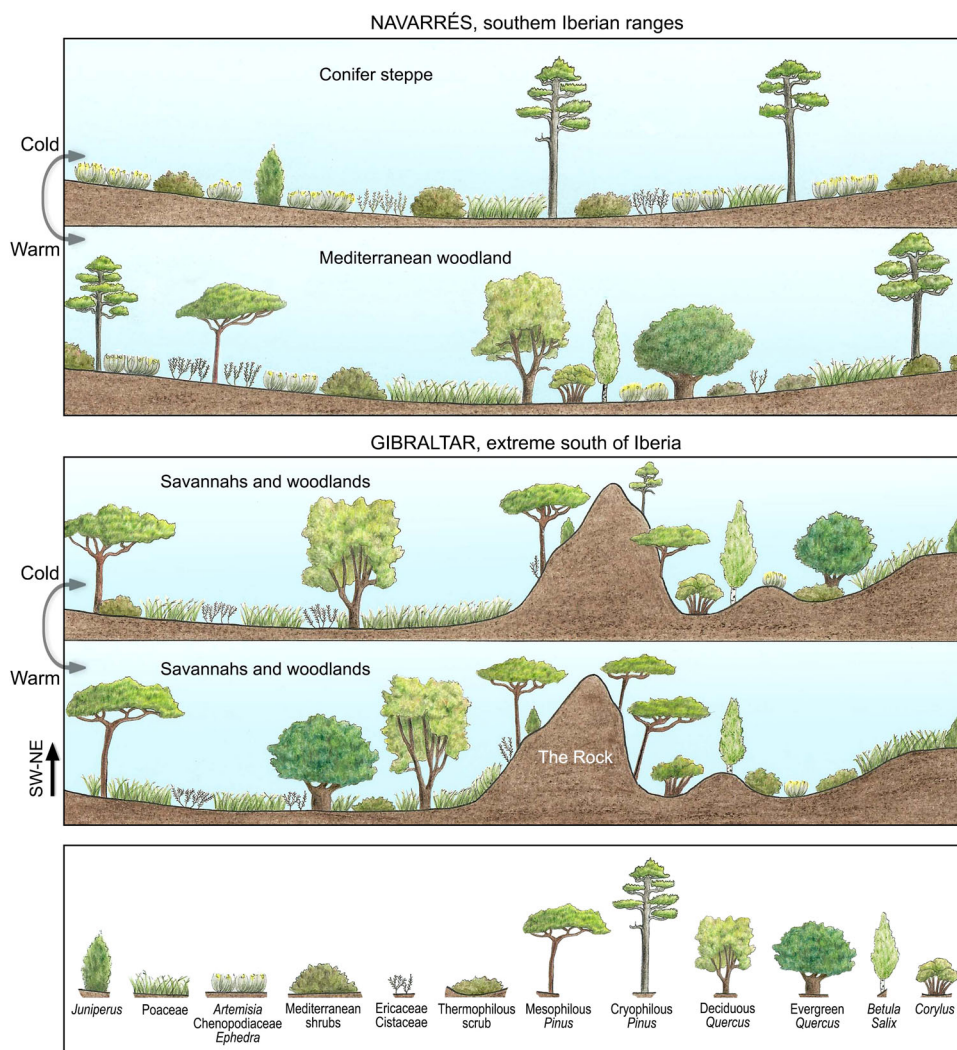 NAVARRÉS, southem Iberian ranges
Conifer steppe
Cold
Warm
Mediterranean woodland
GIBRALTAR, extreme south of Iberia
Savannahs and woodlands
Cold
Warm
Savannahs and woodlands
SW-NE
The Rock
Juniperus
Poaceae
Artemisia
Chenopodiaceae
Ephedra
Mediterranean
shrubs
Ericaceae
Cistaceae
Thermophilous
scrub
Mesophilous
Pinus
Cryophilous
Pinus
Deciduous
Quercus
Evergreen
Quercus
Betula
Salix
Corylus